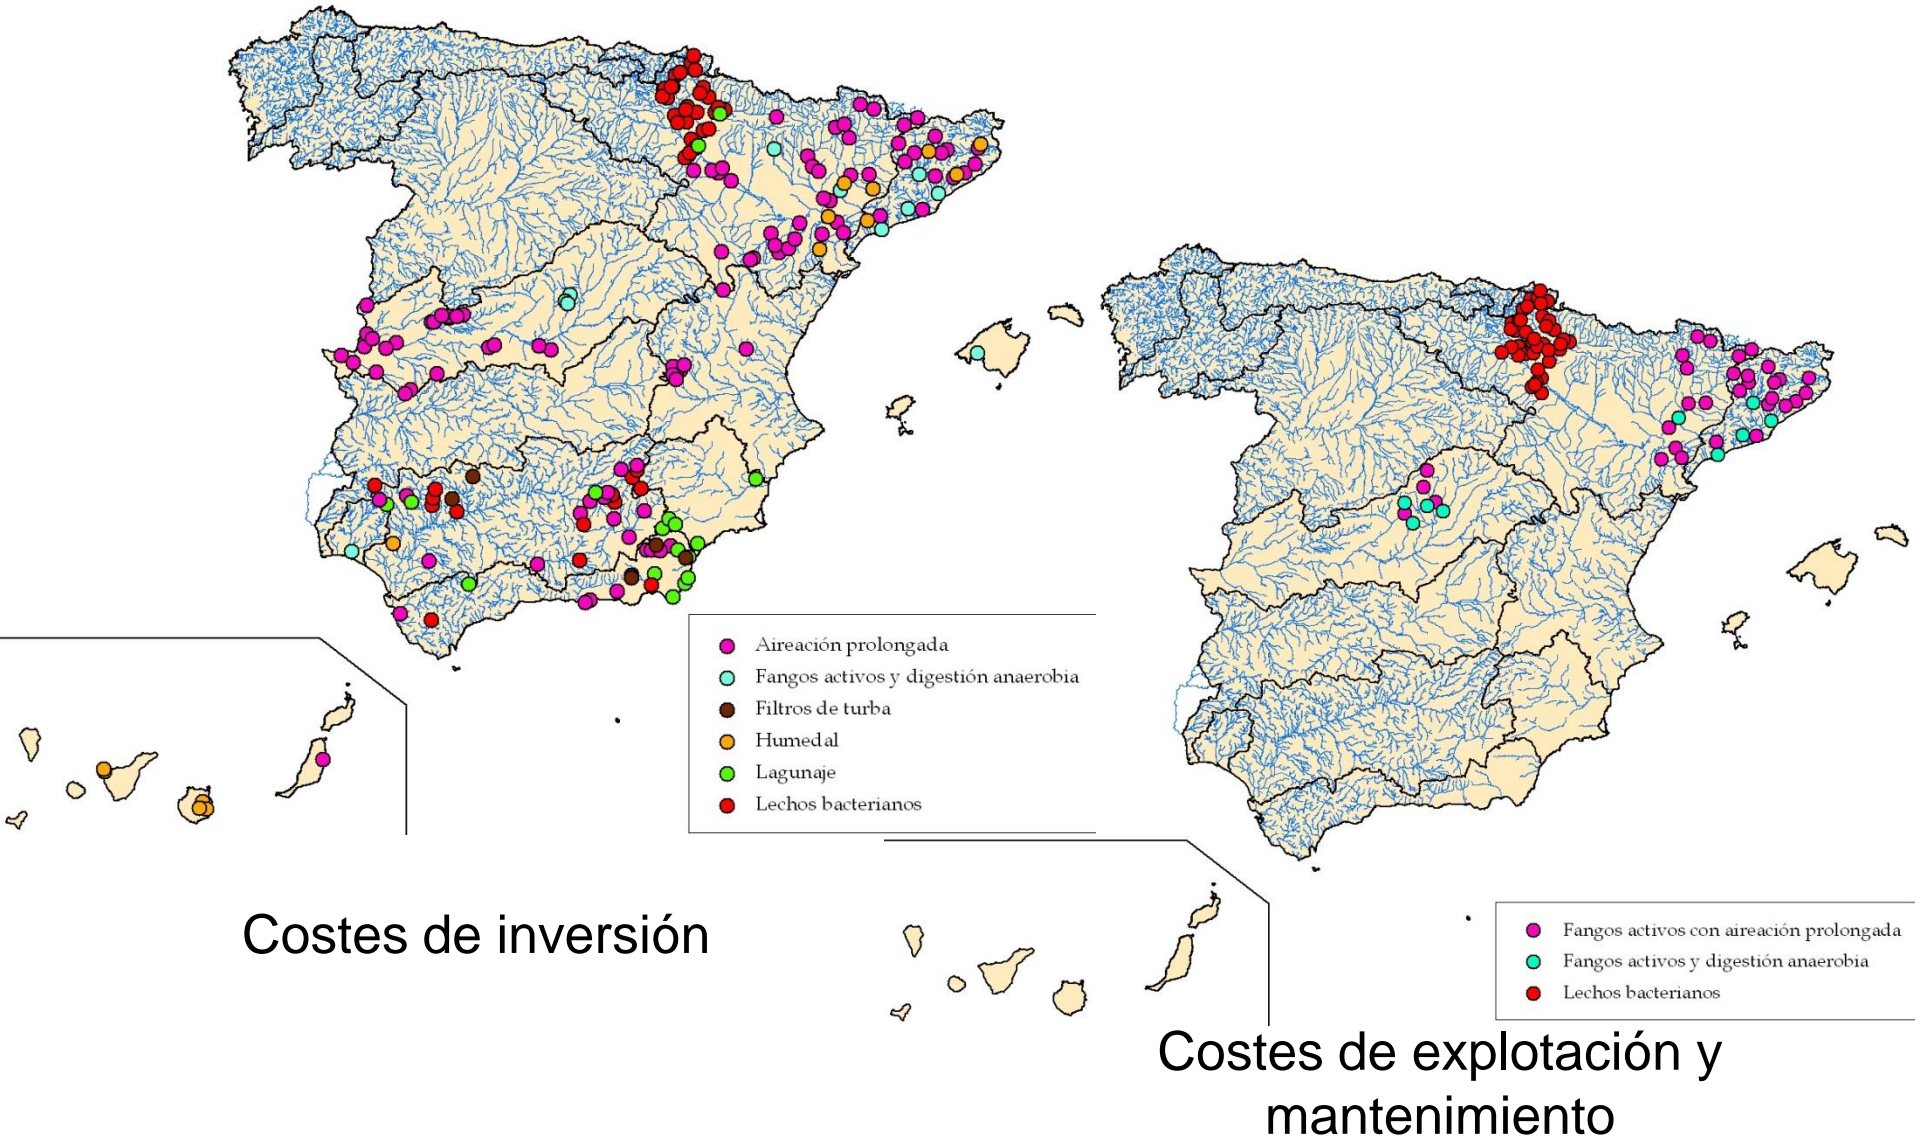 Aireación prolongada
Fangos activos y digestión anaerobia
Filtros de turba
Humedal
Lagunaje
Lechos bacterianos
Costes de inversión
Fangos activos con aireación prolongada
Fangos activos y digestión anaerobia
Lechos bacterianos
Costes de explotación y
mantenimiento